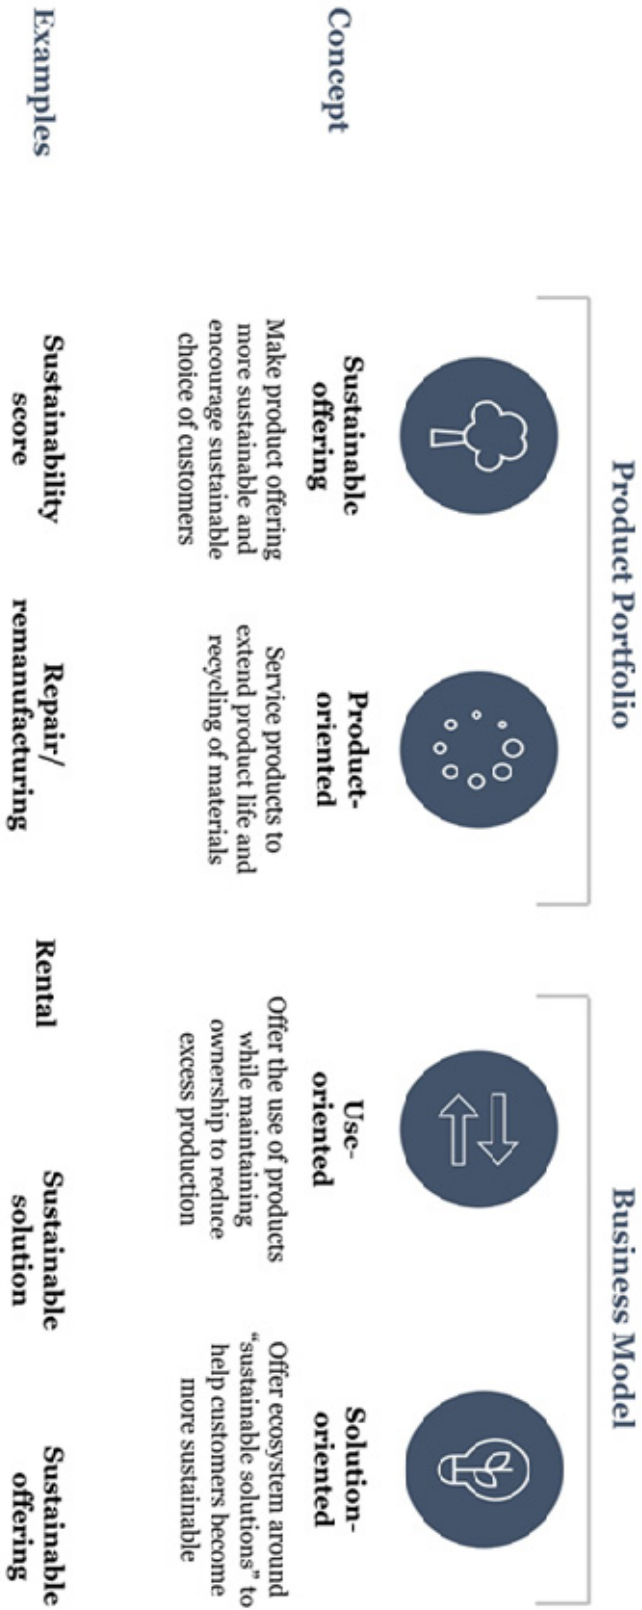 Product Portfolio
Business Model
Concept
Sustainable
offering
Make product offering
more sustainable and
encourage sustainable
choice of customers
Product-
oriented
Service products to
extend product life and
recycling of materials
Use-
oriented
Offer the use of products
while maintaining
ownership to reduce
excess production
Solution-
oriented
Offer ecosystem around
“sustainable solutions” to
help customers become
more sustainable
Examples
Sustainability
score
Repair/
remanufacturing
Rental
Sustainable
solution
Sustainable
offering